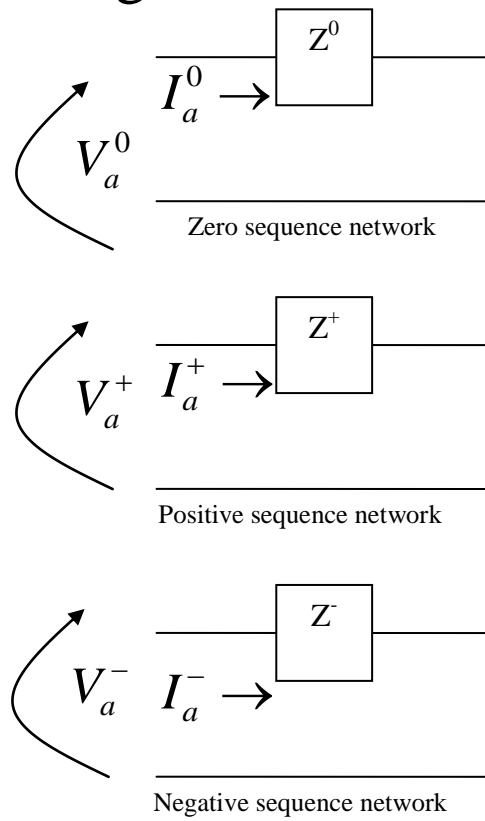 Z⁰
I_a^0 →
V_a^0
Zero sequence network
Z⁺
V_a^+ I_a^+ →
Positive sequence network
Z⁻
V_a^- I_a^- →
Negative sequence network